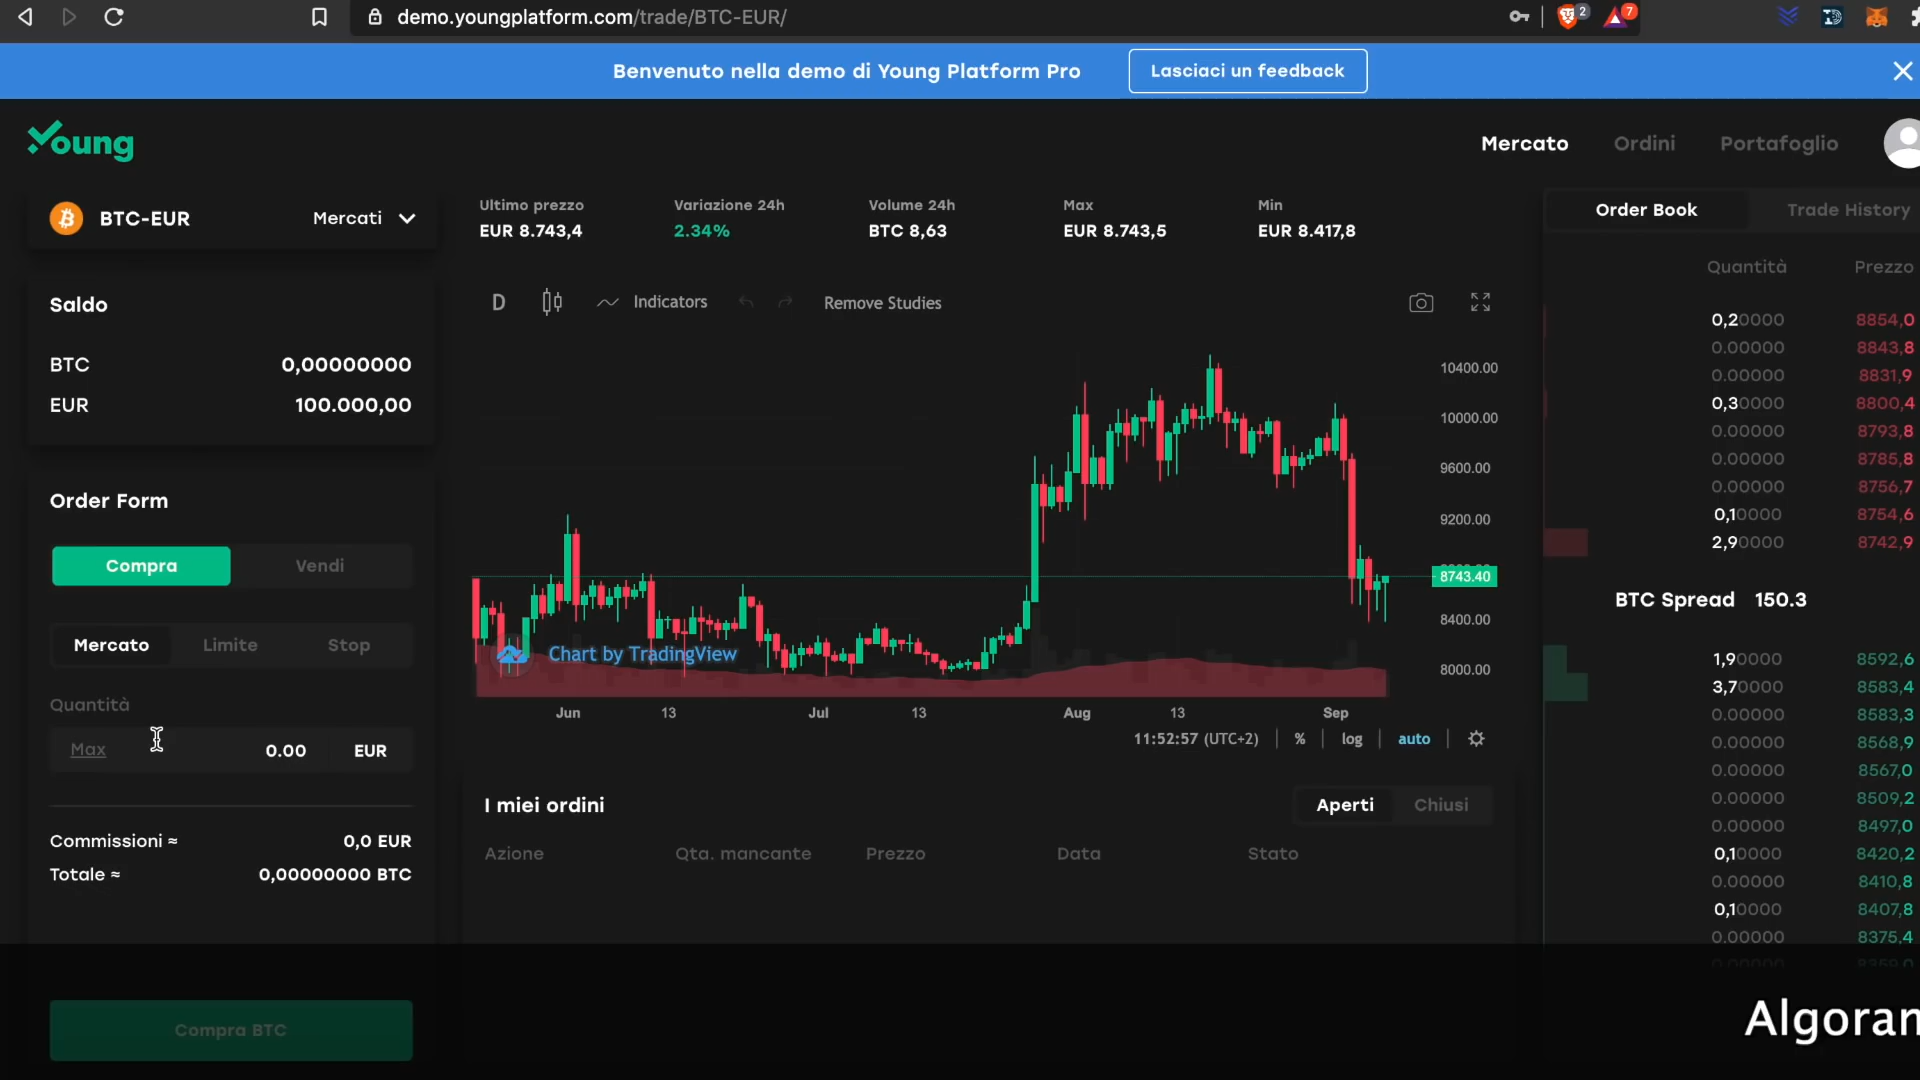 demo.youngplatform.com/trade/BTC-EUR/
2
7
Benvenuto nella demo di Young Platform Pro
Lasciaci un feedback
Young
Mercato
Ordini
Portafoglio
BTC-EUR
Mercati
Ultimo prezzo
EUR 8.743,4
Variazione 24h
2.34%
Volume 24h
BTC 8,63
Max
EUR 8.743,5
Min
EUR 8.417,8
Order Book
Trade History
Saldo
BTC 0,00000000
EUR 100.000,00
Order Form
Compra
Vendi
Mercato
Limite
Stop
Quantità
Max 0.00 EUR
Commissioni ≈ 0,0 EUR
Totale ≈ 0,00000000 BTC
Compra BTC
D
Indicators
Remove Studies
10400.00
10000.00
9600.00
9200.00
8743.40
8400.00
8000.00
Chart by TradingView
Jun 13 Jul 13 Aug 13 Sep
11:52:57 (UTC+2) % log auto
I miei ordini
Aperti
Chiusi
Azione Qta. mancante Prezzo Data Stato
Quantità Prezzo
0,20000 8854,0
0.00000 8843,8
0.00000 8831,9
0,30000 8800,4
0.00000 8793,8
0.00000 8785,8
0.00000 8756,7
0,10000 8754,6
2,90000 8742,9
BTC Spread 150.3
1,90000 8592,6
3,70000 8583,4
0.00000 8583,3
0.00000 8568,9
0.00000 8567,0
0.00000 8509,2
0.00000 8497,0
0,10000 8420,2
0.00000 8410,8
0,10000 8407,8
0.00000 8375,4
Algoran